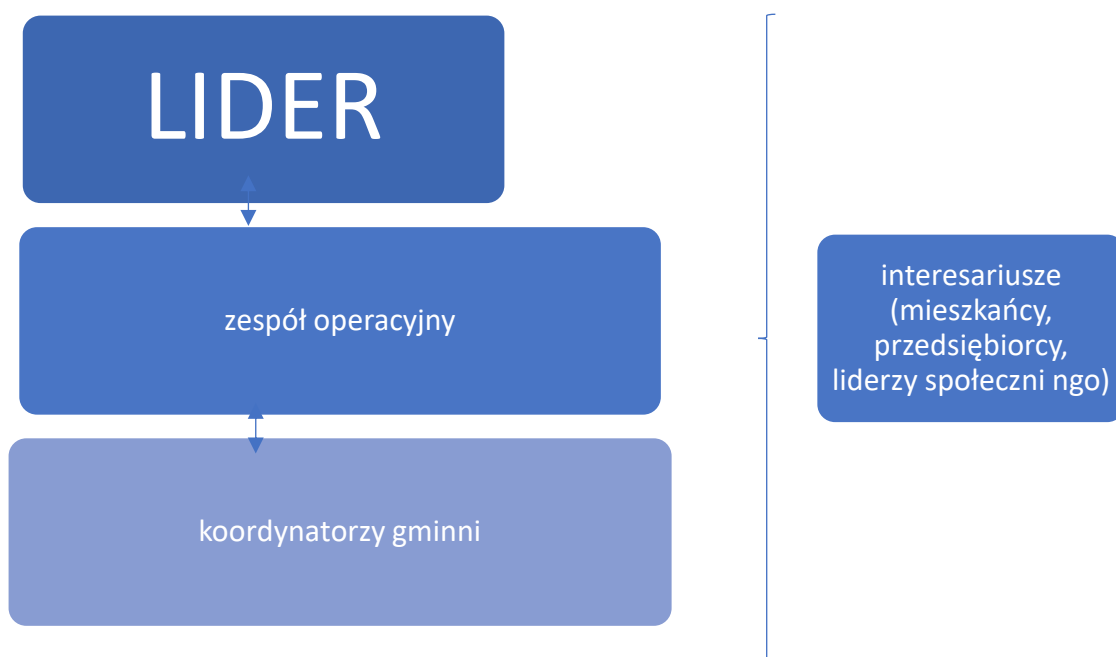 LIDER
zespół operacyjny
koordynatorzy gminni
interesariusze
(mieszkańcy,
przedsiębiorcy,
liderzy społeczni ngo)